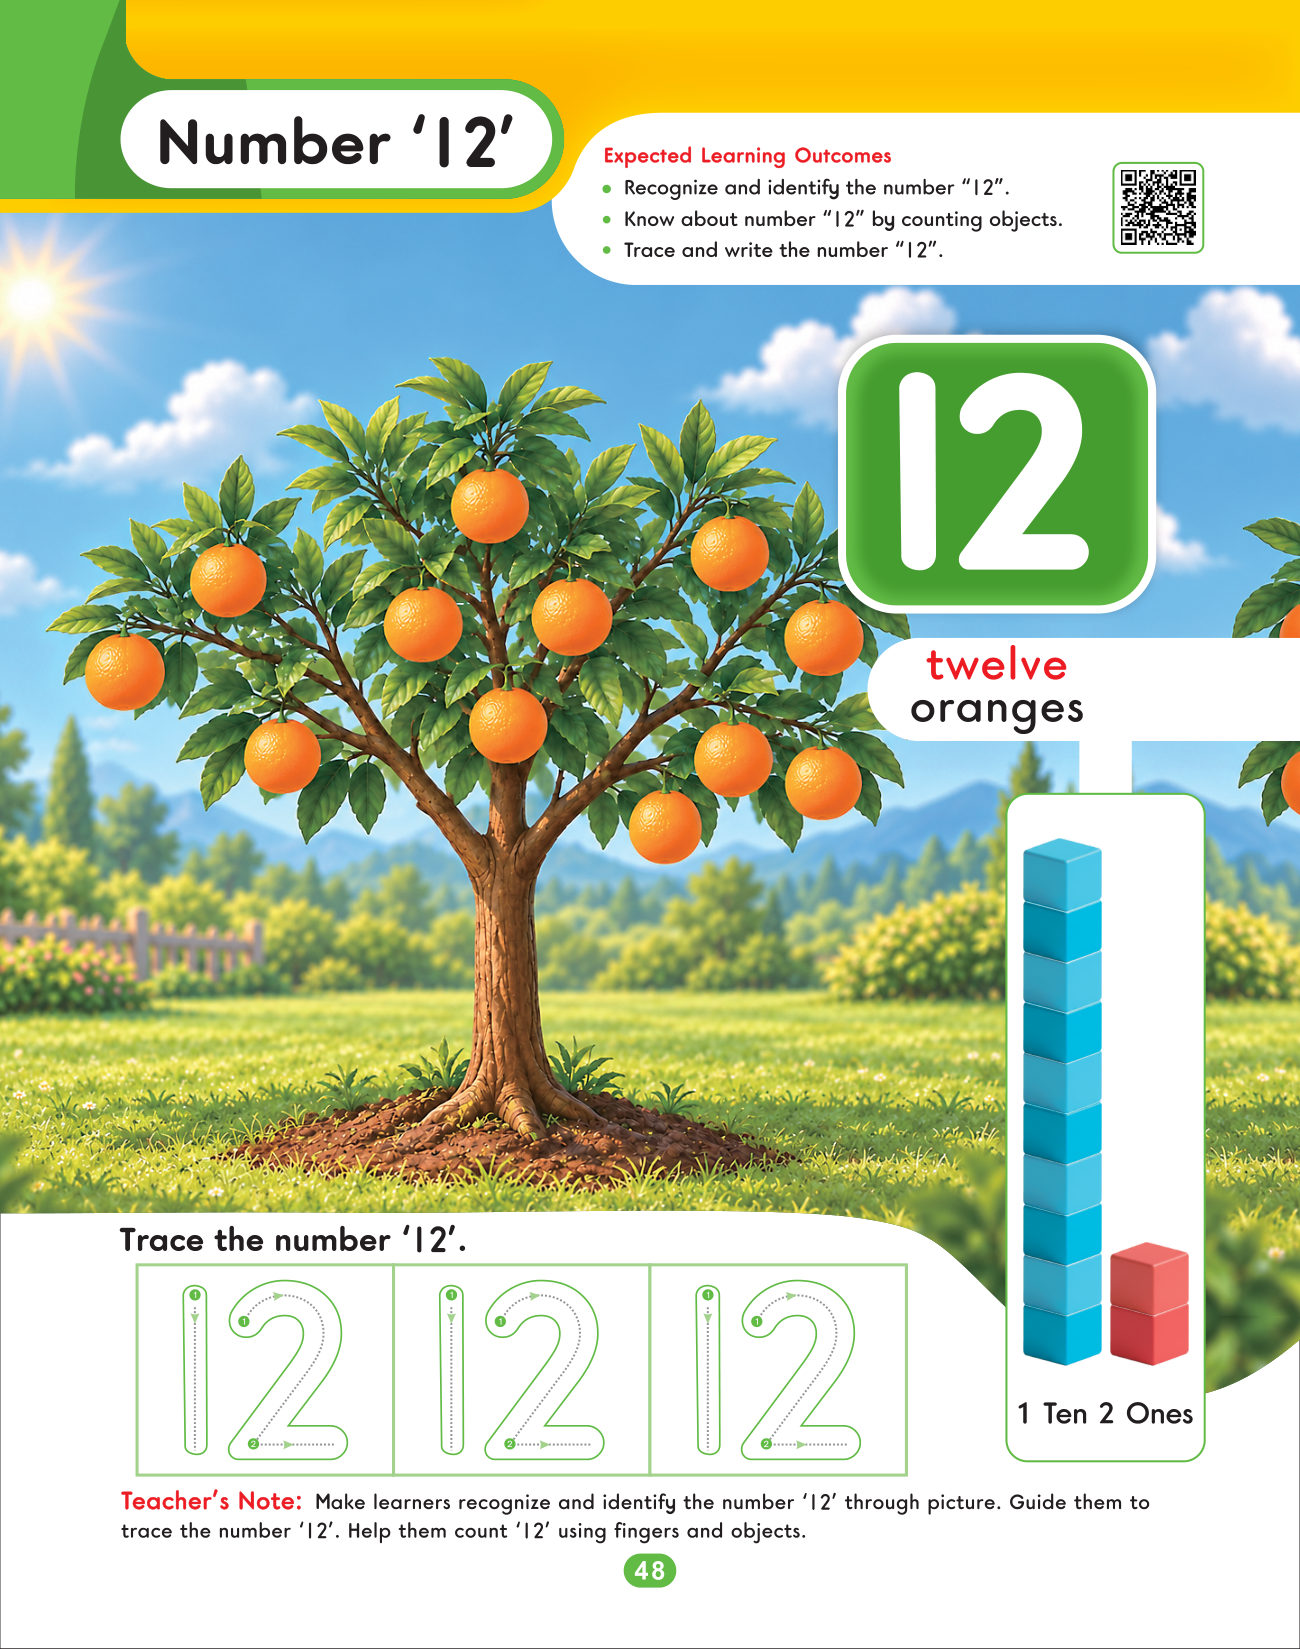 Number ‘12’
Expected Learning Outcomes
• Recognize and identify the number “12”.
• Know about number “12” by counting objects.
• Trace and write the number “12”.
12
twelve
oranges
1 Ten 2 Ones
Trace the number ‘12’.
12 12 12
Teacher’s Note: Make learners recognize and identify the number ‘12’ through picture. Guide them to
trace the number ‘12’. Help them count ‘12’ using fingers and objects.
48